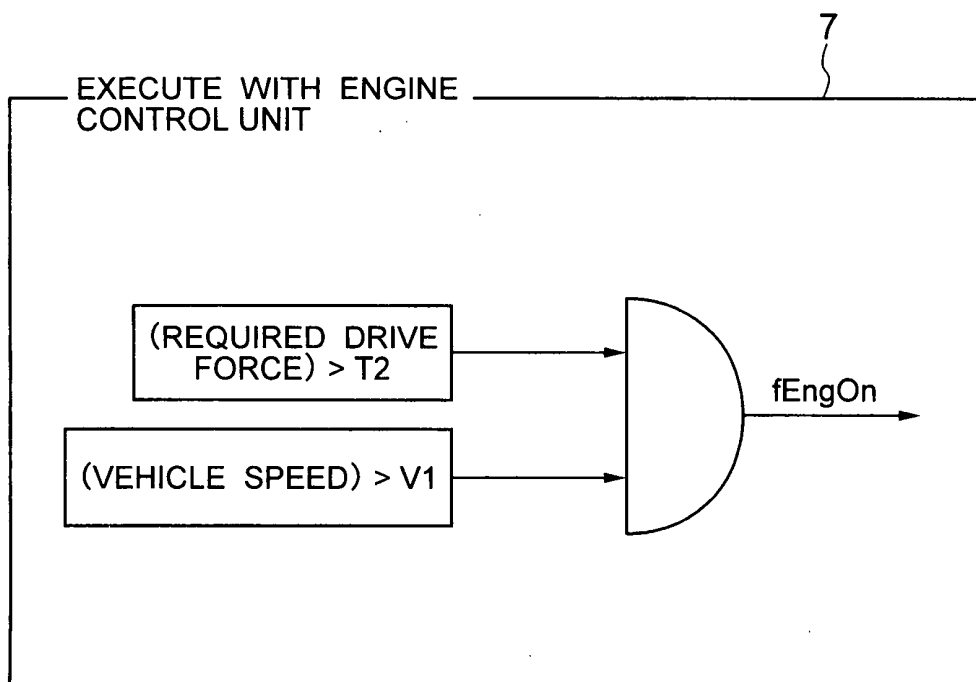 7
EXECUTE WITH ENGINE
CONTROL UNIT
(REQUIRED DRIVE
FORCE) > T2
fEngOn
(VEHICLE SPEED) > V1